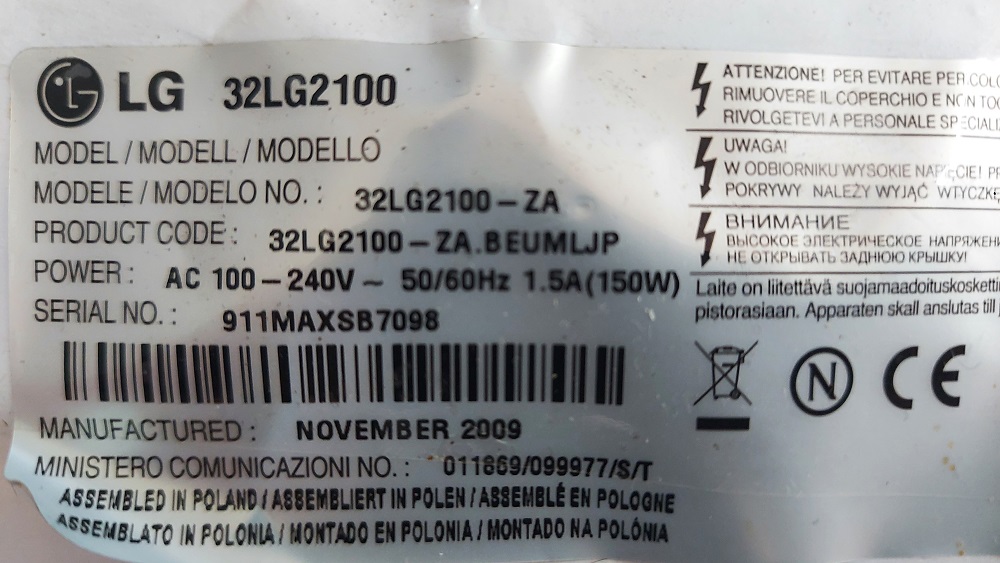 LG 32LG2100
MODEL / MODELL / MODELLO
MODELE / MODELO NO. : 32LG2100-ZA
PRODUCT CODE : 32LG2100-ZA.BEUMLJP
POWER : AC 100-240V ~ 50/60Hz 1.5A(150W)
SERIAL NO. : 911MAXSB7098
MANUFACTURED : NOVEMBER 2009
MINISTERO COMUNICAZIONI NO. : 011869/099977/S/T
ASSEMBLED IN POLAND / ASSEMBLIERT IN POLEN / ASSEMBLÉ EN POLOGNE
ASSEMBLATO IN POLONIA / MONTADO EN POLONIA / MONTADO NA POLÓNIA
ATTENZIONE! PER EVITARE PERICOLO
RIMUOVERE IL COPERCHIO E NON
RIVOLGETEVI A PERSONALE
UWAGA!
W ODBIORNIKU WYSOKIE NAPIĘCIE!
POKRYWY NALEŻY WYJĄĆ
ВНИМАНИЕ
ВЫСОКОЕ ЭЛЕКТРИЧЕСКОЕ
НЕ ОТКРЫВАТЬ ЗАДНЮЮ КРЫШКУ!
Laite on liitettävä
pistorasiaan. Apparaten skall anslutas till
N
CE